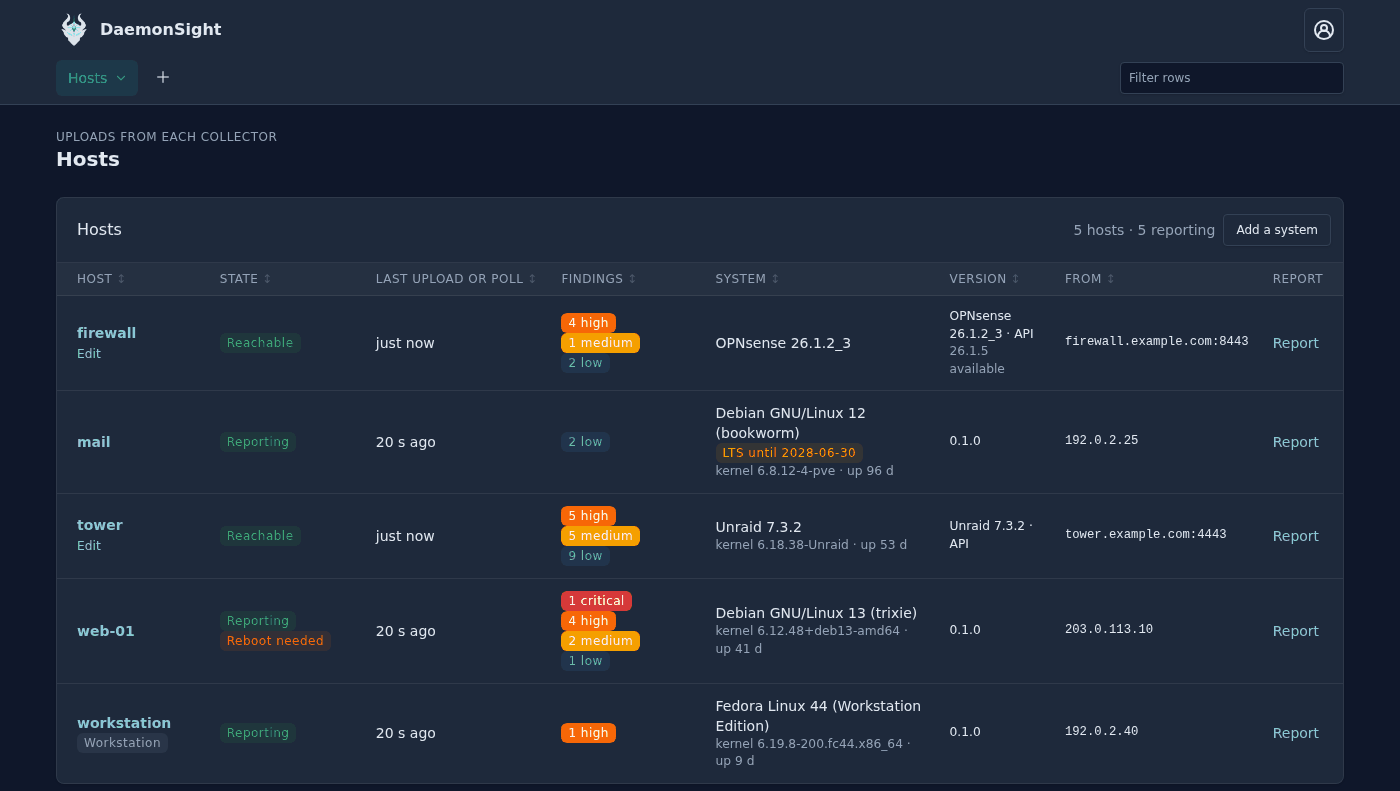 DaemonSight
Hosts
Filter rows
UPLOADS FROM EACH COLLECTOR
Hosts
Hosts
5 hosts · 5 reporting
Add a system
HOST ↕ STATE ↕ LAST UPLOAD OR POLL ↕ FINDINGS ↕ SYSTEM ↕ VERSION ↕ FROM ↕ REPORT
firewall
Edit
Reachable
just now
4 high
1 medium
2 low
OPNsense 26.1.2_3
OPNsense
26.1.2_3 · API
26.1.5
available
firewall.example.com:8443
Report
mail
Reporting
20 s ago
2 low
Debian GNU/Linux 12
(bookworm)
LTS until 2028-06-30
kernel 6.8.12-4-pve · up 96 d
0.1.0
192.0.2.25
Report
tower
Edit
Reachable
just now
5 high
5 medium
9 low
Unraid 7.3.2
kernel 6.18.38-Unraid · up 53 d
Unraid 7.3.2 ·
API
tower.example.com:4443
Report
web-01
Reporting
Reboot needed
20 s ago
1 critical
4 high
2 medium
1 low
Debian GNU/Linux 13 (trixie)
kernel 6.12.48+deb13-amd64 ·
up 41 d
0.1.0
203.0.113.10
Report
workstation
Workstation
Reporting
20 s ago
1 high
Fedora Linux 44 (Workstation
Edition)
kernel 6.19.8-200.fc44.x86_64 ·
up 9 d
0.1.0
192.0.2.40
Report